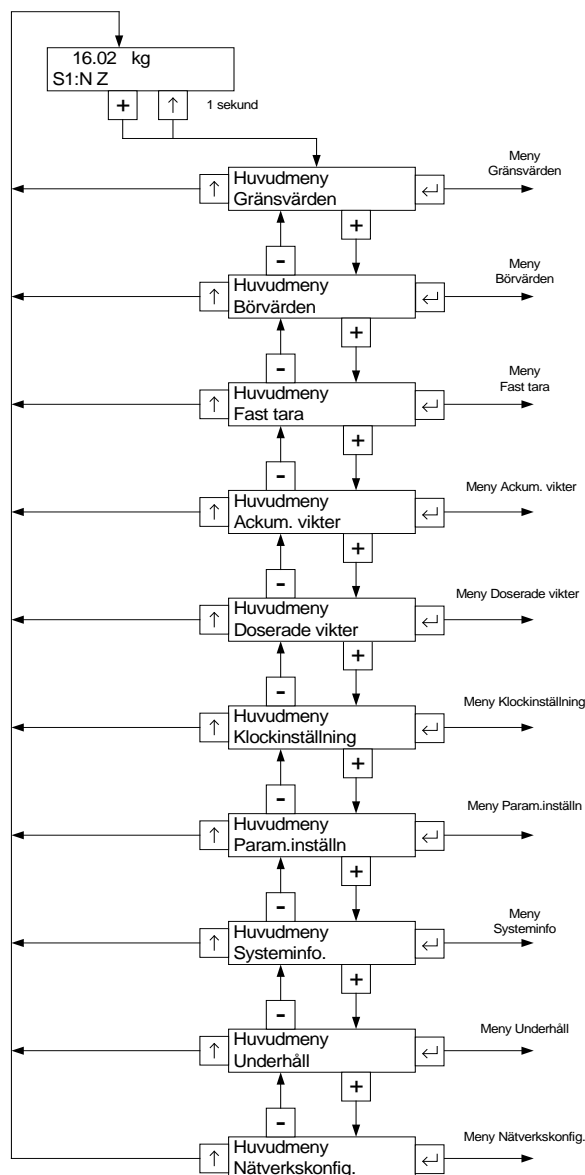 16.02 kg
S1:N Z
+ ↑ 1 sekund
Meny
Gränsvärden
↑ Huvudmeny ↵
Gränsvärden
+
-
Meny
Börvärden
↑ Huvudmeny ↵
Börvärden
+
-
Meny
Fast tara
↑ Huvudmeny ↵
Fast tara
+
-
Meny Ackum. vikter
↑ Huvudmeny ↵
Ackum. vikter
+
-
Meny Doserade vikter
↑ Huvudmeny ↵
Doserade vikter
+
-
Meny Klockinställning
↑ Huvudmeny ↵
Klockinställning
+
-
Meny Param.inställn
↑ Huvudmeny ↵
Param.inställn
+
-
Meny
Systeminfo
↑ Huvudmeny ↵
Systeminfo.
+
-
Meny Underhåll
↑ Huvudmeny ↵
Underhåll
+
-
Meny Nätverkskonfig.
↑ Huvudmeny ↵
Nätverkskonfig.